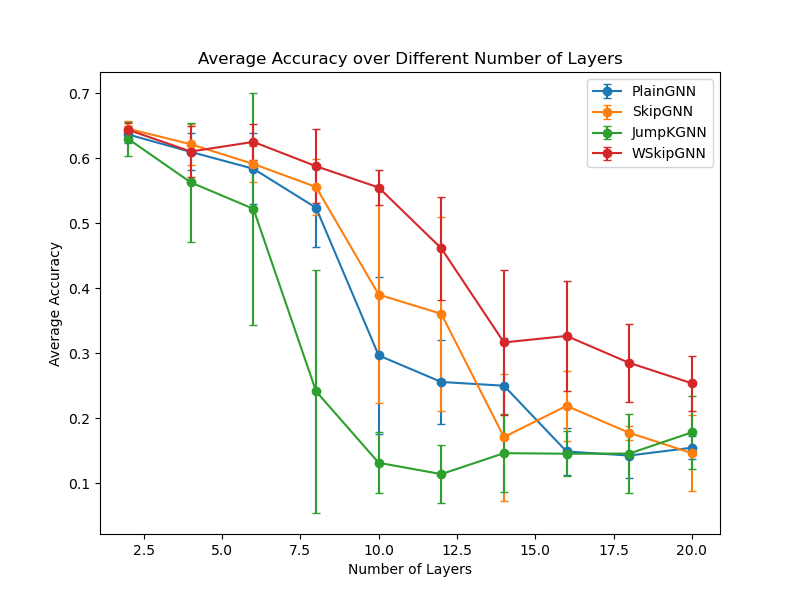 Average Accuracy over Different Number of Layers
PlainGNN
SkipGNN
JumpKGNN
WSkipGNN
0.7
0.6
0.5
0.4
0.3
0.2
0.1
Average Accuracy
2.5 5.0 7.5 10.0 12.5 15.0 17.5 20.0
Number of Layers